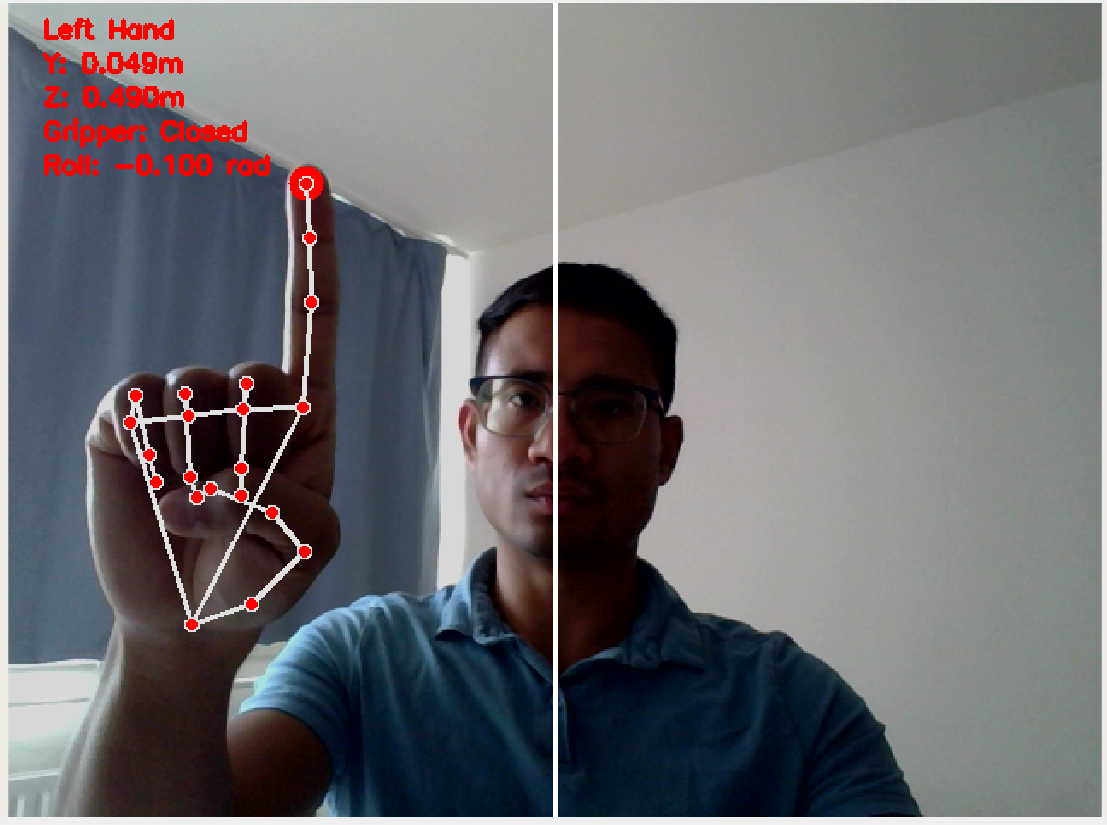 Left Hand
Y: 0.049m
Z: 0.490m
Gripper: Closed
Roll: -0.100 rad